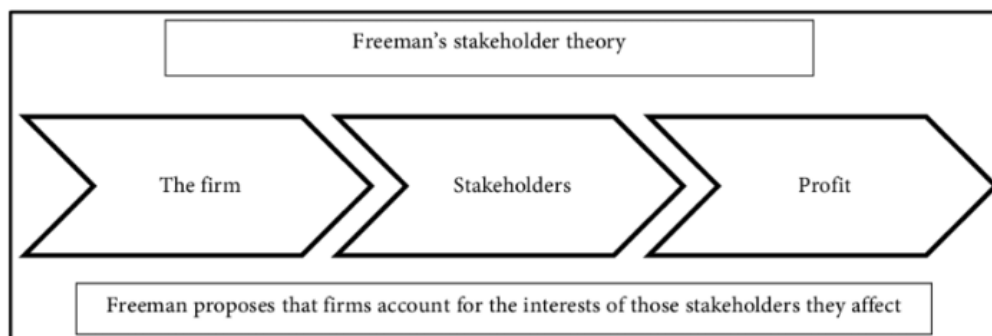 Freeman’s stakeholder theory
The firm
Stakeholders
Profit
Freeman proposes that firms account for the interests of those stakeholders they affect